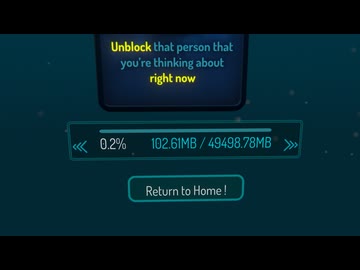 Unblock that person that
you're thinking about
right now
0.2% 102.61MB / 49498.78MB
Return to Home !